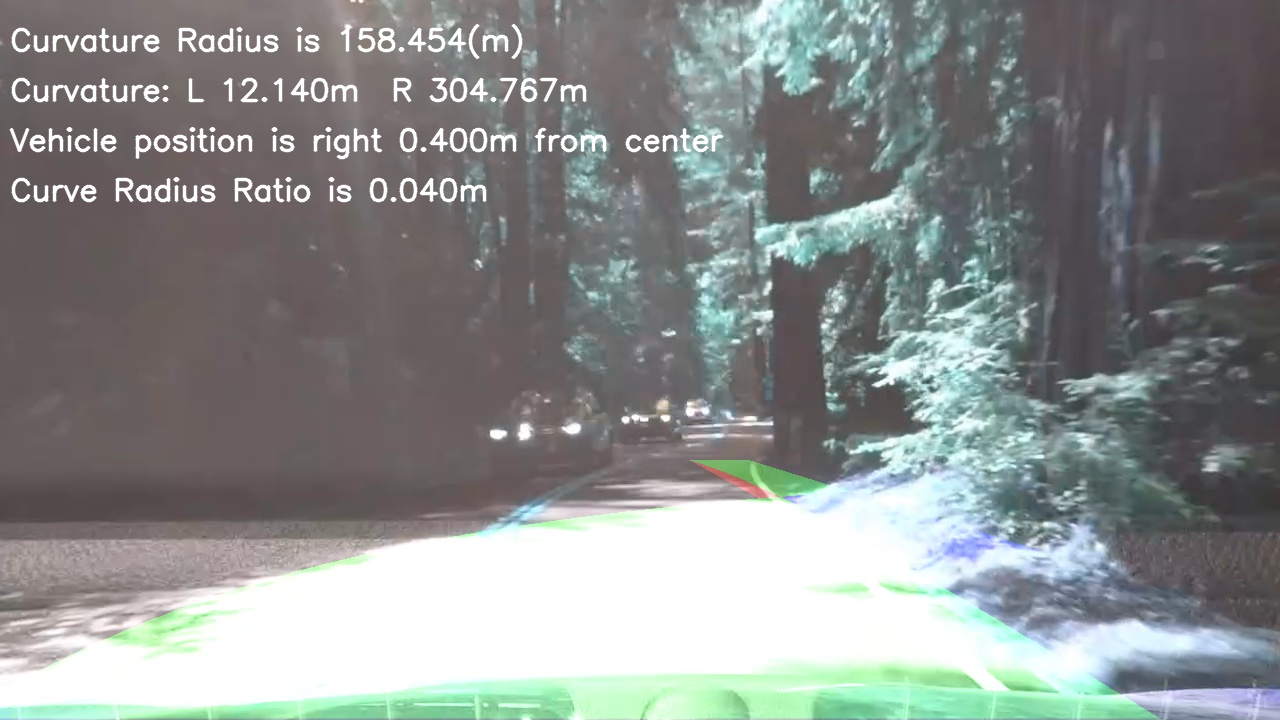 Curvature Radius is 158.454(m)
Curvature: L 12.140m R 304.767m
Vehicle position is right 0.400m from center
Curve Radius Ratio is 0.040m